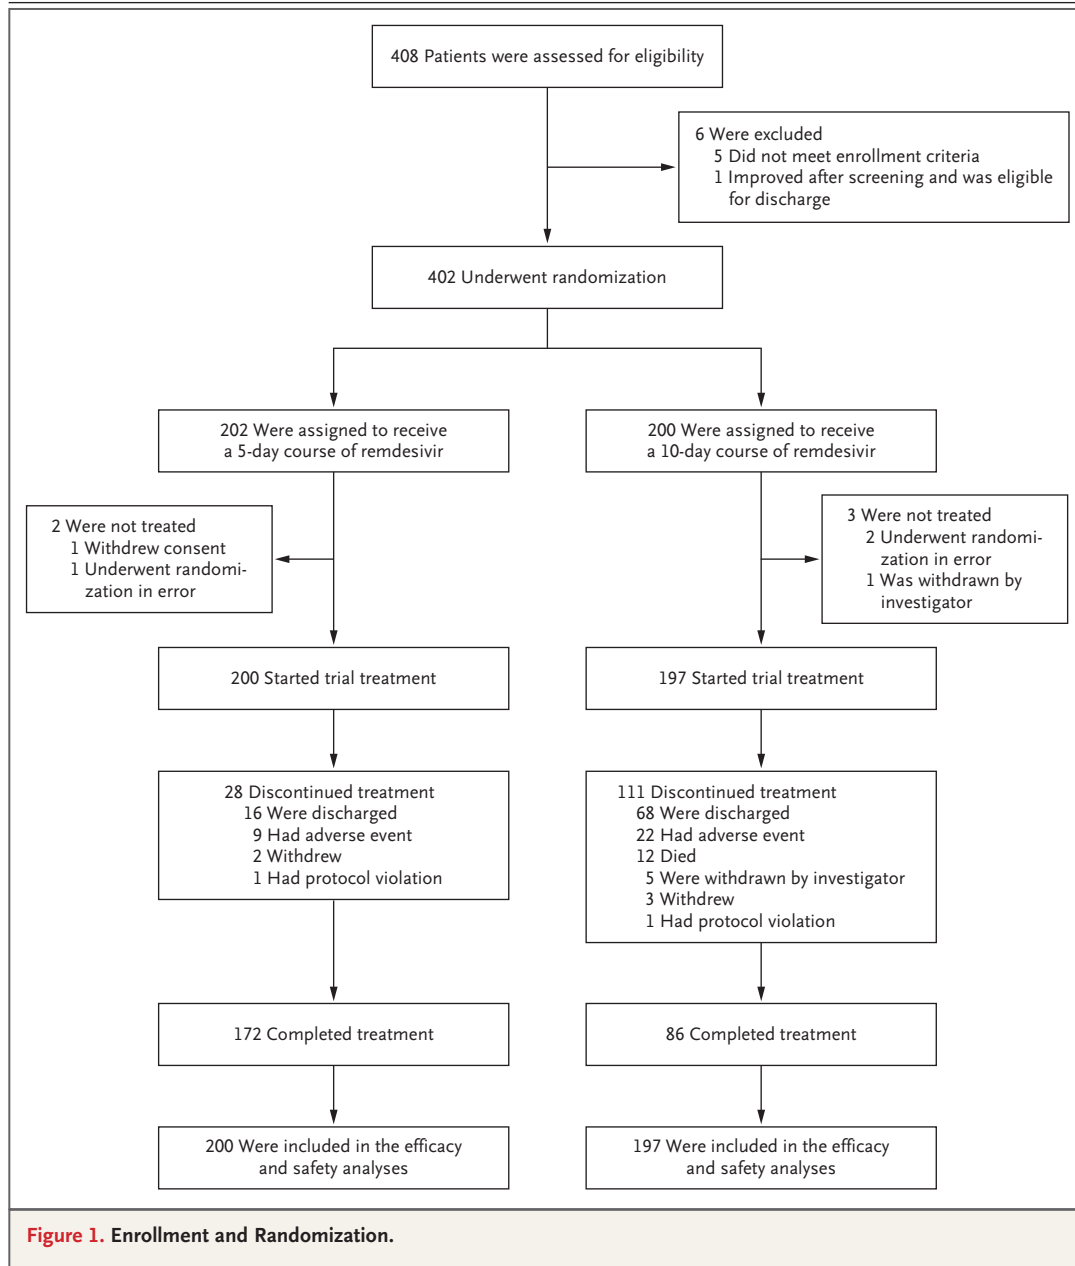 408 Patients were assessed for eligibility
6 Were excluded
5 Did not meet enrollment criteria
1 Improved after screening and was eligible
for discharge
402 Underwent randomization
202 Were assigned to receive
a 5-day course of remdesivir
200 Were assigned to receive
a 10-day course of remdesivir
2 Were not treated
1 Withdrew consent
1 Underwent randomi-
zation in error
3 Were not treated
2 Underwent randomi-
zation in error
1 Was withdrawn by
investigator
200 Started trial treatment
197 Started trial treatment
28 Discontinued treatment
16 Were discharged
9 Had adverse event
2 Withdrew
1 Had protocol violation
111 Discontinued treatment
68 Were discharged
22 Had adverse event
12 Died
5 Were withdrawn by investigator
3 Withdrew
1 Had protocol violation
172 Completed treatment
86 Completed treatment
200 Were included in the efficacy
and safety analyses
197 Were included in the efficacy
and safety analyses
Figure 1. Enrollment and Randomization.